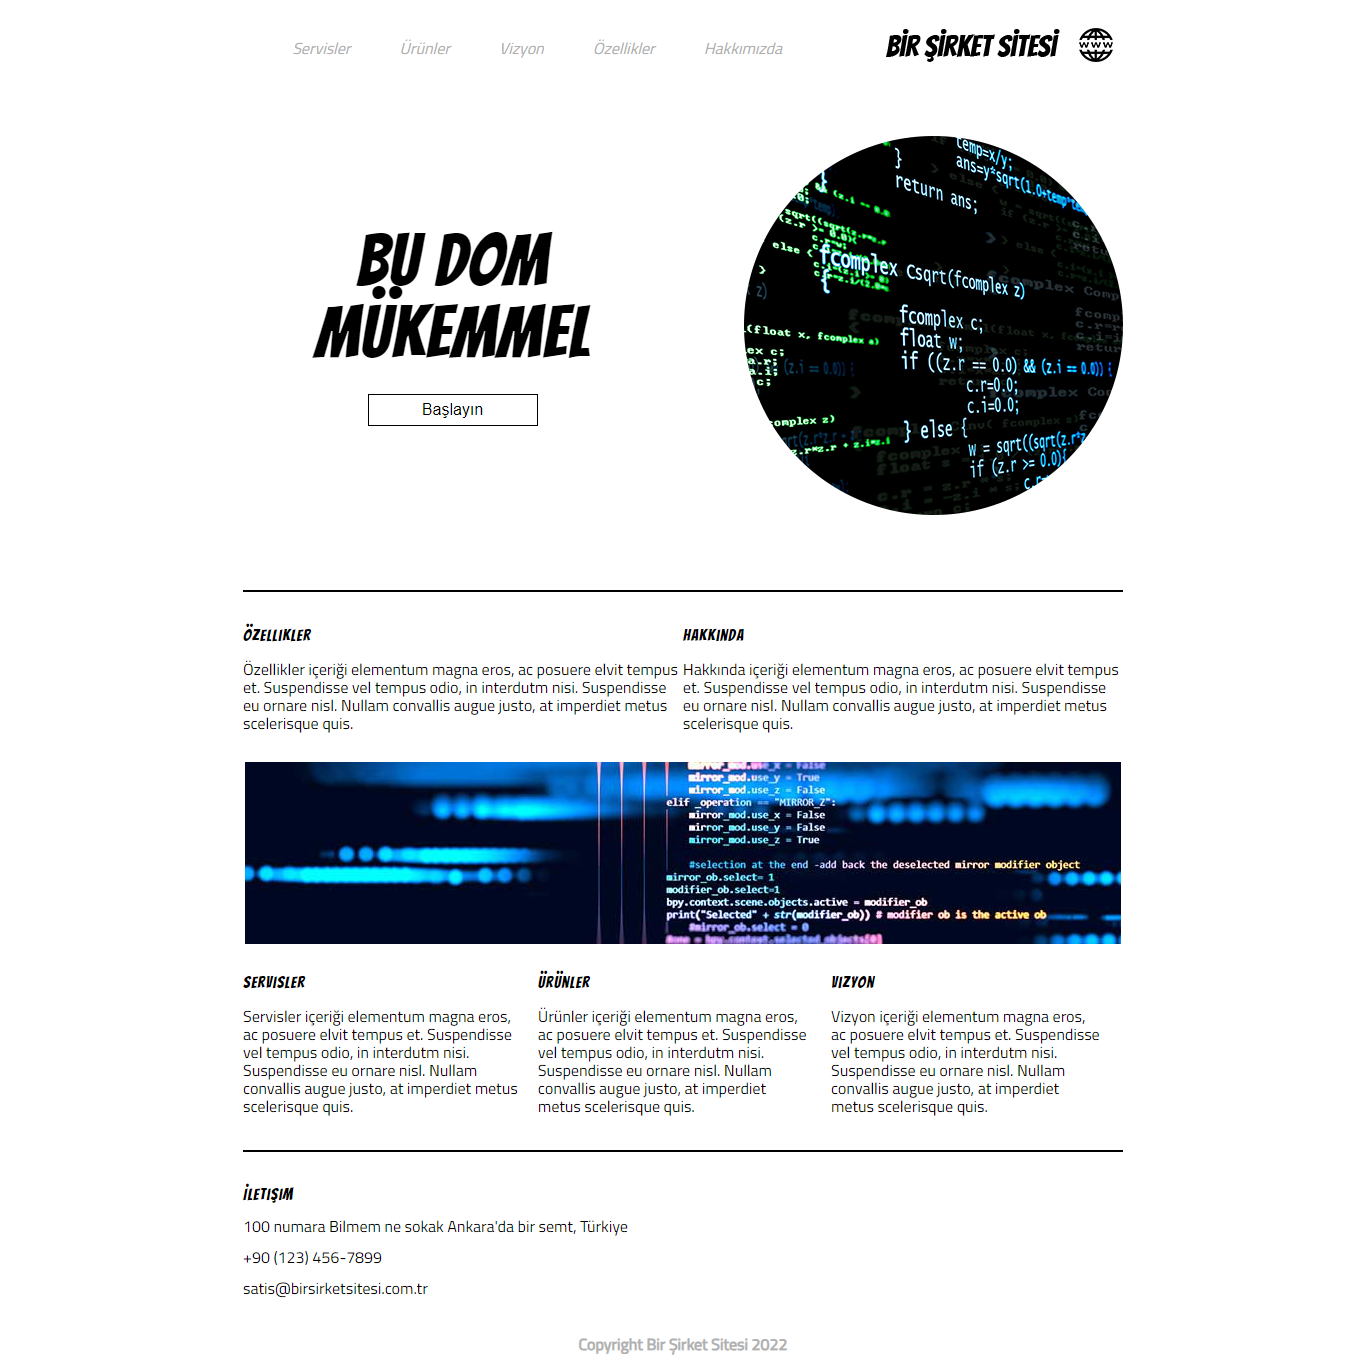 Servisler Ürünler Vizyon Özellikler Hakkımızda BİR ŞİRKET SİTESİ WWW
BU DOM
MÜKEMMEL
Başlayın
temp=x/y;
ans=y*sqrt(1.0+temp*te
}
return ans;
fcomplex Csqrt(fcomplex z)
{
fcomplex c;
float w;
if ((z.r == 0.0) && (z.i == 0.0)) {
c.r=0.0;
c.i=0.0;
} else {
w = sqrt((sqrt(z.r*z
if (z.r >= 0.0){
ÖZELLIKLER
Özellikler içeriği elementum magna eros, ac posuere elvit tempus
et. Suspendisse vel tempus odio, in interdutm nisi. Suspendisse
eu ornare nisl. Nullam convallis augue justo, at imperdiet metus
scelerisque quis.
HAKKINDA
Hakkında içeriği elementum magna eros, ac posuere elvit tempus
et. Suspendisse vel tempus odio, in interdutm nisi. Suspendisse
eu ornare nisl. Nullam convallis augue justo, at imperdiet metus
scelerisque quis.
mirror_mod.use_x = False
mirror_mod.use_y = True
mirror_mod.use_z = False
elif _operation == "MIRROR_Z":
mirror_mod.use_x = False
mirror_mod.use_y = False
mirror_mod.use_z = True
#selection at the end -add back the deselected mirror modifier object
mirror_ob.select= 1
modifier_ob.select=1
bpy.context.scene.objects.active = modifier_ob
print("Selected" + str(modifier_ob)) # modifier ob is the active ob
#mirror_ob.select = 0
SERVISLER
Servisler içeriği elementum magna eros,
ac posuere elvit tempus et. Suspendisse
vel tempus odio, in interdutm nisi.
Suspendisse eu ornare nisl. Nullam
convallis augue justo, at imperdiet metus
scelerisque quis.
ÜRÜNLER
Ürünler içeriği elementum magna eros,
ac posuere elvit tempus et. Suspendisse
vel tempus odio, in interdutm nisi.
Suspendisse eu ornare nisl. Nullam
convallis augue justo, at imperdiet
metus scelerisque quis.
VIZYON
Vizyon içeriği elementum magna eros,
ac posuere elvit tempus et. Suspendisse
vel tempus odio, in interdutm nisi.
Suspendisse eu ornare nisl. Nullam
convallis augue justo, at imperdiet
metus scelerisque quis.
İLETIŞIM
100 numara Bilmem ne sokak Ankara'da bir semt, Türkiye
+90 (123) 456-7899
satis@birsirketsitesi.com.tr
Copyright Bir Şirket Sitesi 2022